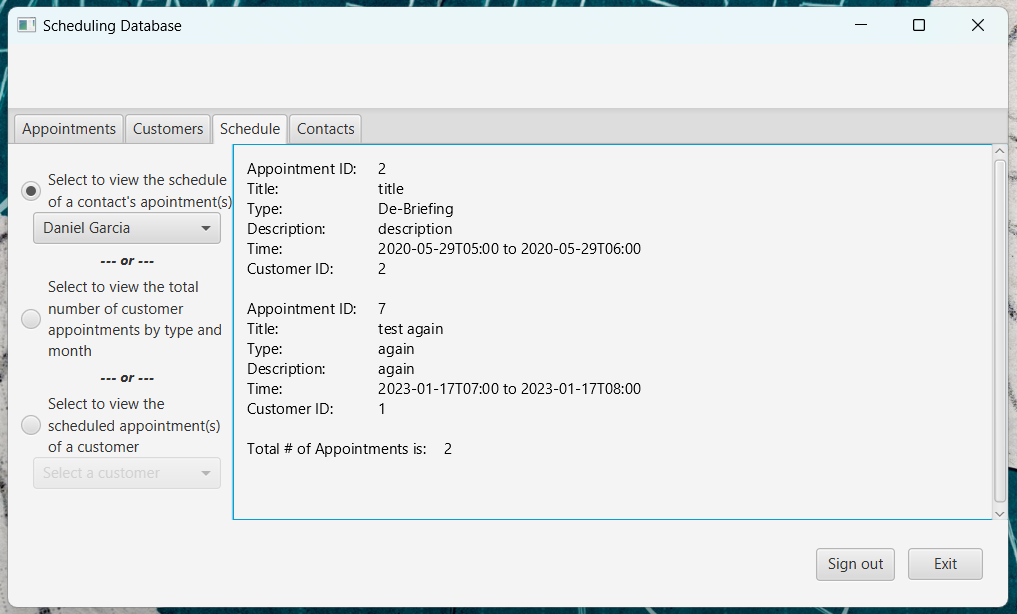 Scheduling Database
Appointments Customers Schedule Contacts
Select to view the schedule
of a contact's apointment(s)
Daniel Garcia
--- or ---
Select to view the total
number of customer
appointments by type and
month
--- or ---
Select to view the
scheduled appointment(s)
of a customer
Select a customer
Appointment ID: 2
Title: title
Type: De-Briefing
Description: description
Time: 2020-05-29T05:00 to 2020-05-29T06:00
Customer ID: 2
Appointment ID: 7
Title: test again
Type: again
Description: again
Time: 2023-01-17T07:00 to 2023-01-17T08:00
Customer ID: 1
Total # of Appointments is: 2
Sign out Exit